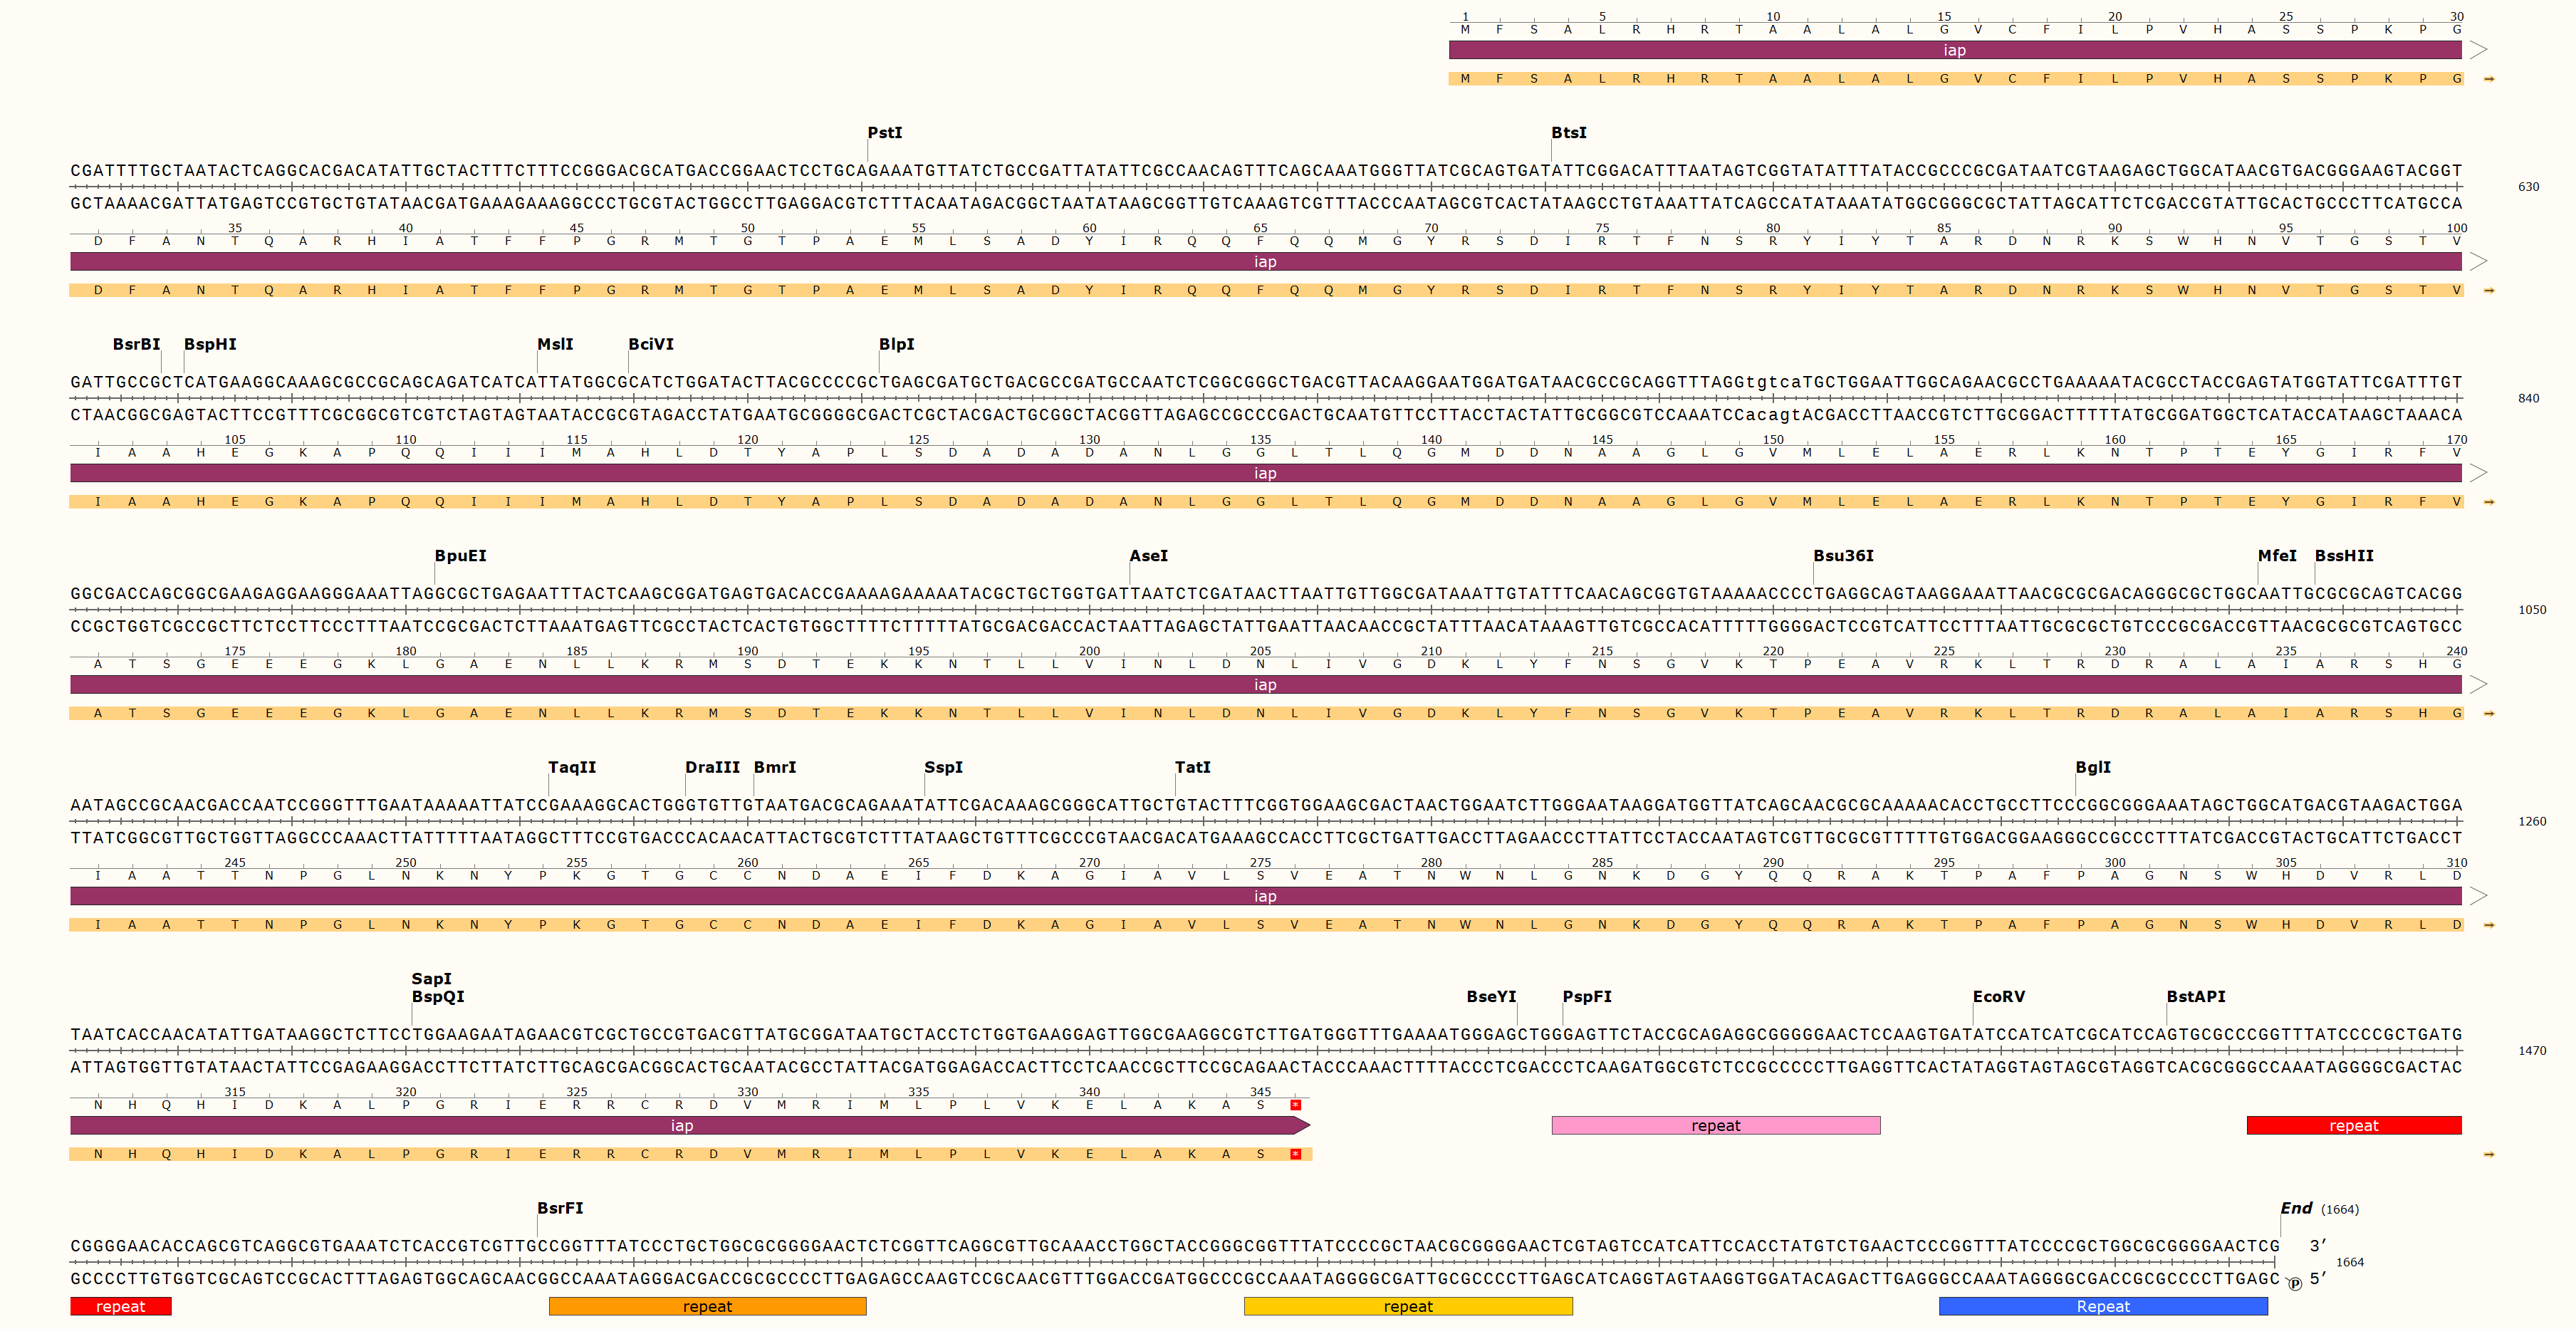 1 5 10 15 20 25 30
M F S A L R H R T A A L A L G V C F I L P V H A S S P K P G
iap
M F S A L R H R T A A L A L G V C F I L P V H A S S P K P G →
PstI BtsI
CGATTTTGCTAATACTCAGGCACGACATATTGCTACTTTCTTTCCGGGACGCATGACCGGAACTCCTGCAGAAATGTTATCTGCCGATTATATTCGCCAACAGTTTCAGCAAATGGGTTATCGCAGTGATATTCGGACATTTAATAGTCGGTATATTTATACCGCCCGCGATAATCGTAAGAGCTGGCATAACGTGACGGGAAGTACGGT
630
GCTAAAACGATTATGAGTCCGTGCTGTATAACGATGAAAGAAAGGCCCTGCGTACTGGCCTTGAGGACGTCTTTACAATAGACGGCTAATATAAGCGGTTGTCAAAGTCGTTTACCCAATAGCGTCACTATAAGCCTGTAAATTATCAGCCATATAAATATGGCGGGCGCTATTAGCATTCTCGACCGTATTGCACTGCCCTTCATGCCA
35 40 45 50 55 60 65 70 75 80 85 90 95 100
D F A N T Q A R H I A T F F P G R M T G T P A E M L S A D Y I R Q Q F Q Q M G Y R S D I R T F N S R Y I Y T A R D N R K S W H N V T G S T V
iap
D F A N T Q A R H I A T F F P G R M T G T P A E M L S A D Y I R Q Q F Q Q M G Y R S D I R T F N S R Y I Y T A R D N R K S W H N V T G S T V →
BsrBI BspHI MslI BciVI BlpI
GATTGCCGCTCATGAAGGCAAAGCGCCGCAGCAGATCATCATTATGGCGCATCTGGATACTTACGCCCCGCTGAGCGATGCTGACGCCGATGCCAATCTCGGCGGGCTGACGTTACAAGGAATGGATGATAACGCCGCAGGTTTAGGtgtcaTGCTGGAATTGGCAGAACGCCTGAAAAATACGCCTACCGAGTATGGTATTCGATTTGT
840
CTAACGGCGAGTACTTCCGTTTCGCGGCGTCGTCTAGTAGTAATACCGCGTAGACCTATGAATGCGGGGCGACTCGCTACGACTGCGGCTACGGTTAGAGCCGCCCGACTGCAATGTTCCTTACCTACTATTGCGGCGTCCAAATCCacagtACGACCTTAACCGTCTTGCGGACTTTTTATGCGGATGGCTCATACCATAAGCTAAACA
105 110 115 120 125 130 135 140 145 150 155 160 165 170
I A A H E G K A P Q Q I I I M A H L D T Y A P L S D A D A D A N L G G L T L Q G M D D N A A G L G V M L E L A E R L K N T P T E Y G I R F V
iap
I A A H E G K A P Q Q I I I M A H L D T Y A P L S D A D A D A N L G G L T L Q G M D D N A A G L G V M L E L A E R L K N T P T E Y G I R F V →
BpuEI AseI Bsu36I MfeI BssHII
GGCGACCAGCGGCGAAGAGGAAGGGAAATTAGGCGCTGAGAATTTACTCAAGCGGATGAGTGACACCGAAAAGAAAAATACGCTGCTGGTGATTAATCTCGATAACTTAATTGTTGGCGATAAATTGTATTTCAACAGCGGTGTAAAAACCCCTGAGGCAGTAAGGAAATTAACGCGCGACAGGGCGCTGGCAATTGCGCGCAGTCACGG
1050
CCGCTGGTCGCCGCTTCTCCTTCCCTTTAATCCGCGACTCTTAAATGAGTTCGCCTACTCACTGTGGCTTTTCTTTTTATGCGACGACCACTAATTAGAGCTATTGAATTAACAACCGCTATTTAACATAAAGTTGTCGCCACATTTTTGGGGACTCCGTCATTCCTTTAATTGCGCGCTGTCCCGCGACCGTTAACGCGCGTCAGTGCC
175 180 185 190 195 200 205 210 215 220 225 230 235 240
A T S G E E E G K L G A E N L L K R M S D T E K K N T L L V I N L D N L I V G D K L Y F N S G V K T P E A V R K L T R D R A L A I A R S H G
iap
A T S G E E E G K L G A E N L L K R M S D T E K K N T L L V I N L D N L I V G D K L Y F N S G V K T P E A V R K L T R D R A L A I A R S H G →
TaqII DraIII BmrI SspI TatI BglI
AATAGCCGCAACGACCAATCCGGGTTTGAATAAAAATTATCCGAAAGGCACTGGGTGTTGTAATGACGCAGAAATATTCGACAAAGCGGGCATTGCTGTACTTTCGGTGGAAGCGACTAACTGGAATCTTGGGAATAAGGATGGTTATCAGCAACGCGCAAAAACACCTGCCTTCCCGGCGGGAAATAGCTGGCATGACGTAAGACTGGA
1260
TTATCGGCGTTGCTGGTTAGGCCCAAACTTATTTTTAATAGGCTTTCCGTGACCCACAACATTACTGCGTCTTTATAAGCTGTTTCGCCCGTAACGACATGAAAGCCACCTTCGCTGATTGACCTTAGAACCCTTATTCCTACCAATAGTCGTTGCGCGTTTTTGTGGACGGAAGGGCCGCCCTTTATCGACCGTACTGCATTCTGACCT
245 250 255 260 265 270 275 280 285 290 295 300 305 310
I A A T T N P G L N K N Y P K G T G C C N D A E I F D K A G I A V L S V E A T N W N L G N K D G Y Q Q R A K T P A F P A G N S W H D V R L D
iap
I A A T T N P G L N K N Y P K G T G C C N D A E I F D K A G I A V L S V E A T N W N L G N K D G Y Q Q R A K T P A F P A G N S W H D V R L D →
SapI
BspQI BseYI PspFI EcoRV BstAPI
TAATCACCAACATATTGATAAGGCTCTTCCTGGAAGAATAGAACGTCGCTGCCGTGACGTTATGCGGATAATGCTACCTCTGGTGAAGGAGTTGGCGAAGGCGTCTTGATGGGTTTGAAAATGGGAGCTGGGAGTTCTACCGCAGAGGCGGGGGAACTCCAAGTGATATCCATCATCGCATCCAGTGCGCCCGGTTTATCCCCGCTGATG
1470
ATTAGTGGTTGTATAACTATTCCGAGAAGGACCTTCTTATCTTGCAGCGACGGCACTGCAATACGCCTATTACGATGGAGACCACTTCCTCAACCGCTTCCGCAGAACTACCCAAACTTTTACCCTCGACCCTCAAGATGGCGTCTCCGCCCCCTTGAGGTTCACTATAGGTAGTAGCGTAGGTCACGCGGGCCAAATAGGGGCGACTAC
315 320 325 330 335 340 345
N H Q H I D K A L P G R I E R R C R D V M R I M L P L V K E L A K A S *
iap repeat repeat
N H Q H I D K A L P G R I E R R C R D V M R I M L P L V K E L A K A S * →
BsrFI End (1664)
CGGGGAACACCAGCGTCAGGCGTGAAATCTCACCGTCGTTGCCGGTTTATCCCTGCTGGCGCGGGGAACTCTCGGTTCAGGCGTTGCAAACCTGGCTACCGGGCGGTTTATCCCCGCTAACGCGGGGAACTCGTAGTCCATCATTCCACCTATGTCTGAACTCCCGGTTTATCCCCGCTGGCGCGGGGAACTCG 3′
1664
GCCCCTTGTGGTCGCAGTCCGCACTTTAGAGTGGCAGCAACGGCCAAATAGGGACGACCGCGCCCCTTGAGAGCCAAGTCCGCAACGTTTGGACCGATGGCCCGCCAAATAGGGGCGATTGCGCCCCTTGAGCATCAGGTAGTAAGGTGGATACAGACTTGAGGGCCAAATAGGGGCGACCGCGCCCCTTGAGC P 5′
repeat repeat repeat Repeat